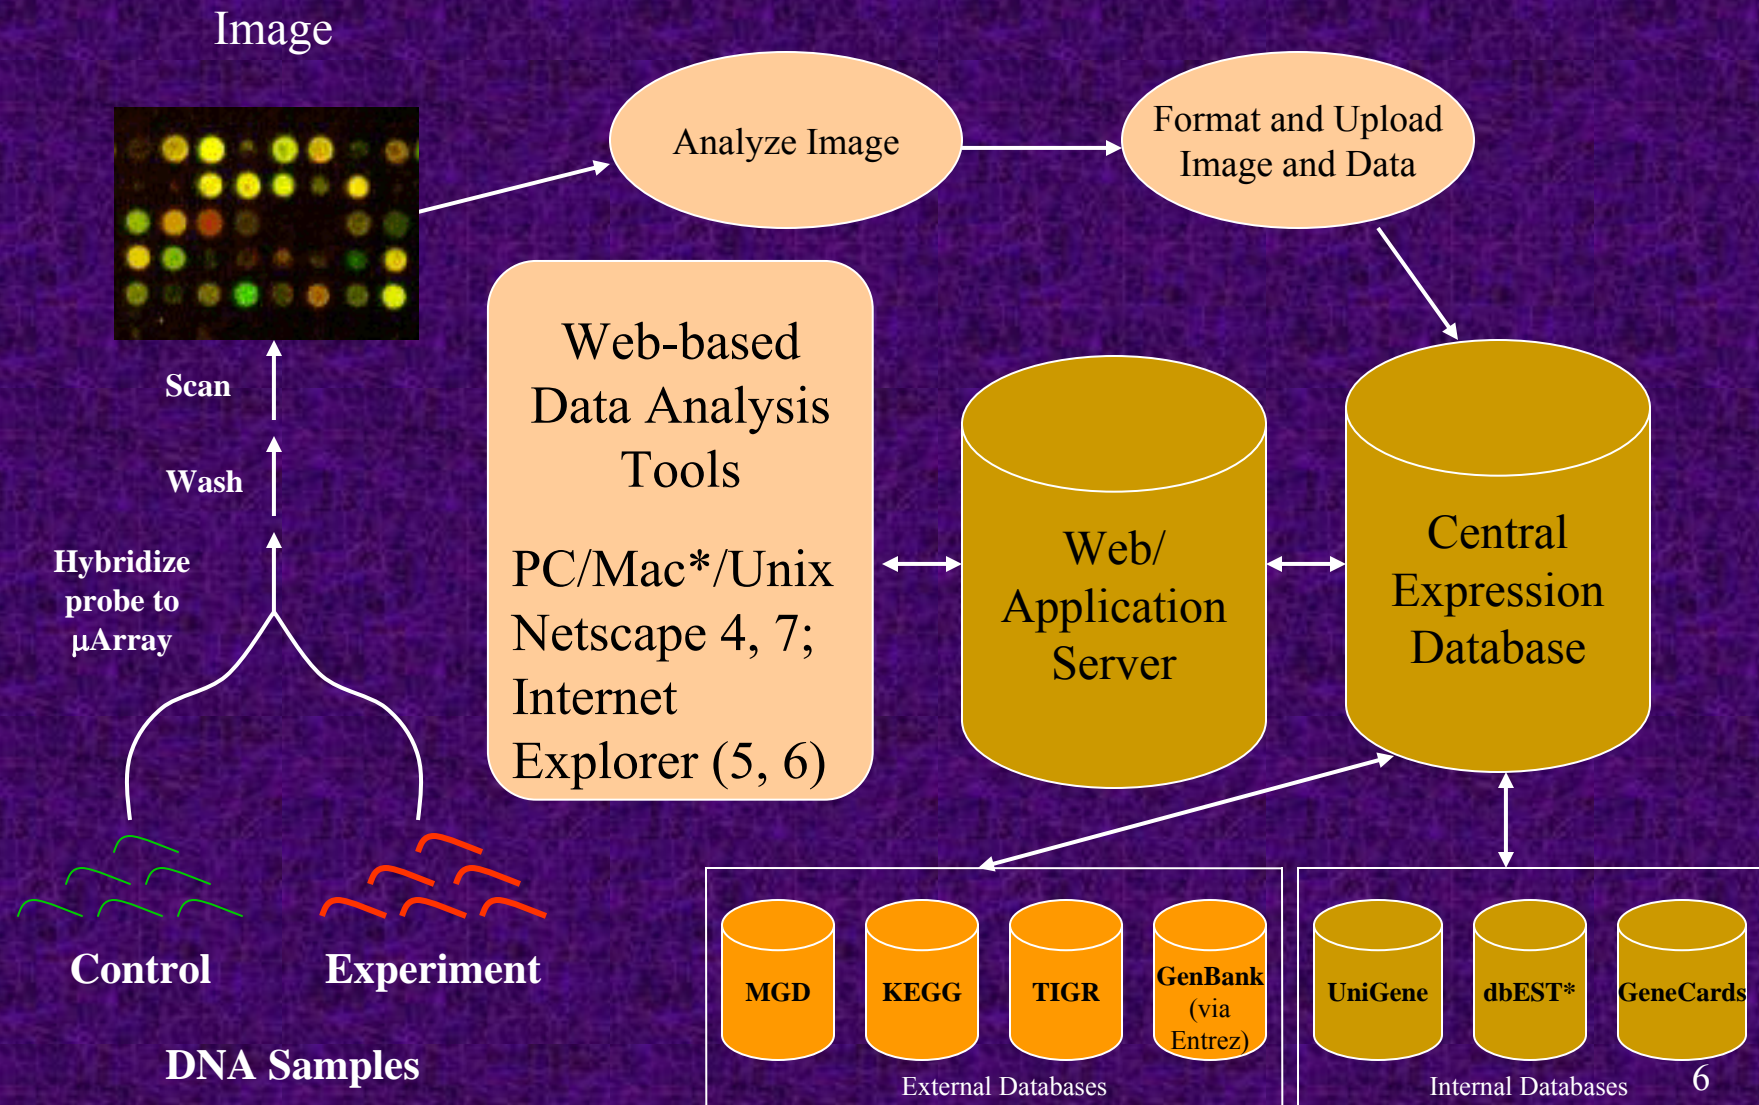 Image
Analyze Image
Format and Upload
Image and Data
Scan
Wash
Hybridize
probe to
μArray
Web-based
Data Analysis
Tools
PC/Mac*/Unix
Netscape 4, 7;
Internet
Explorer (5, 6)
Web/
Application
Server
Central
Expression
Database
Control
Experiment
DNA Samples
MGD
KEGG
TIGR
GenBank
(via
Entrez)
External Databases
UniGene
dbEST*
GeneCards
Internal Databases
6